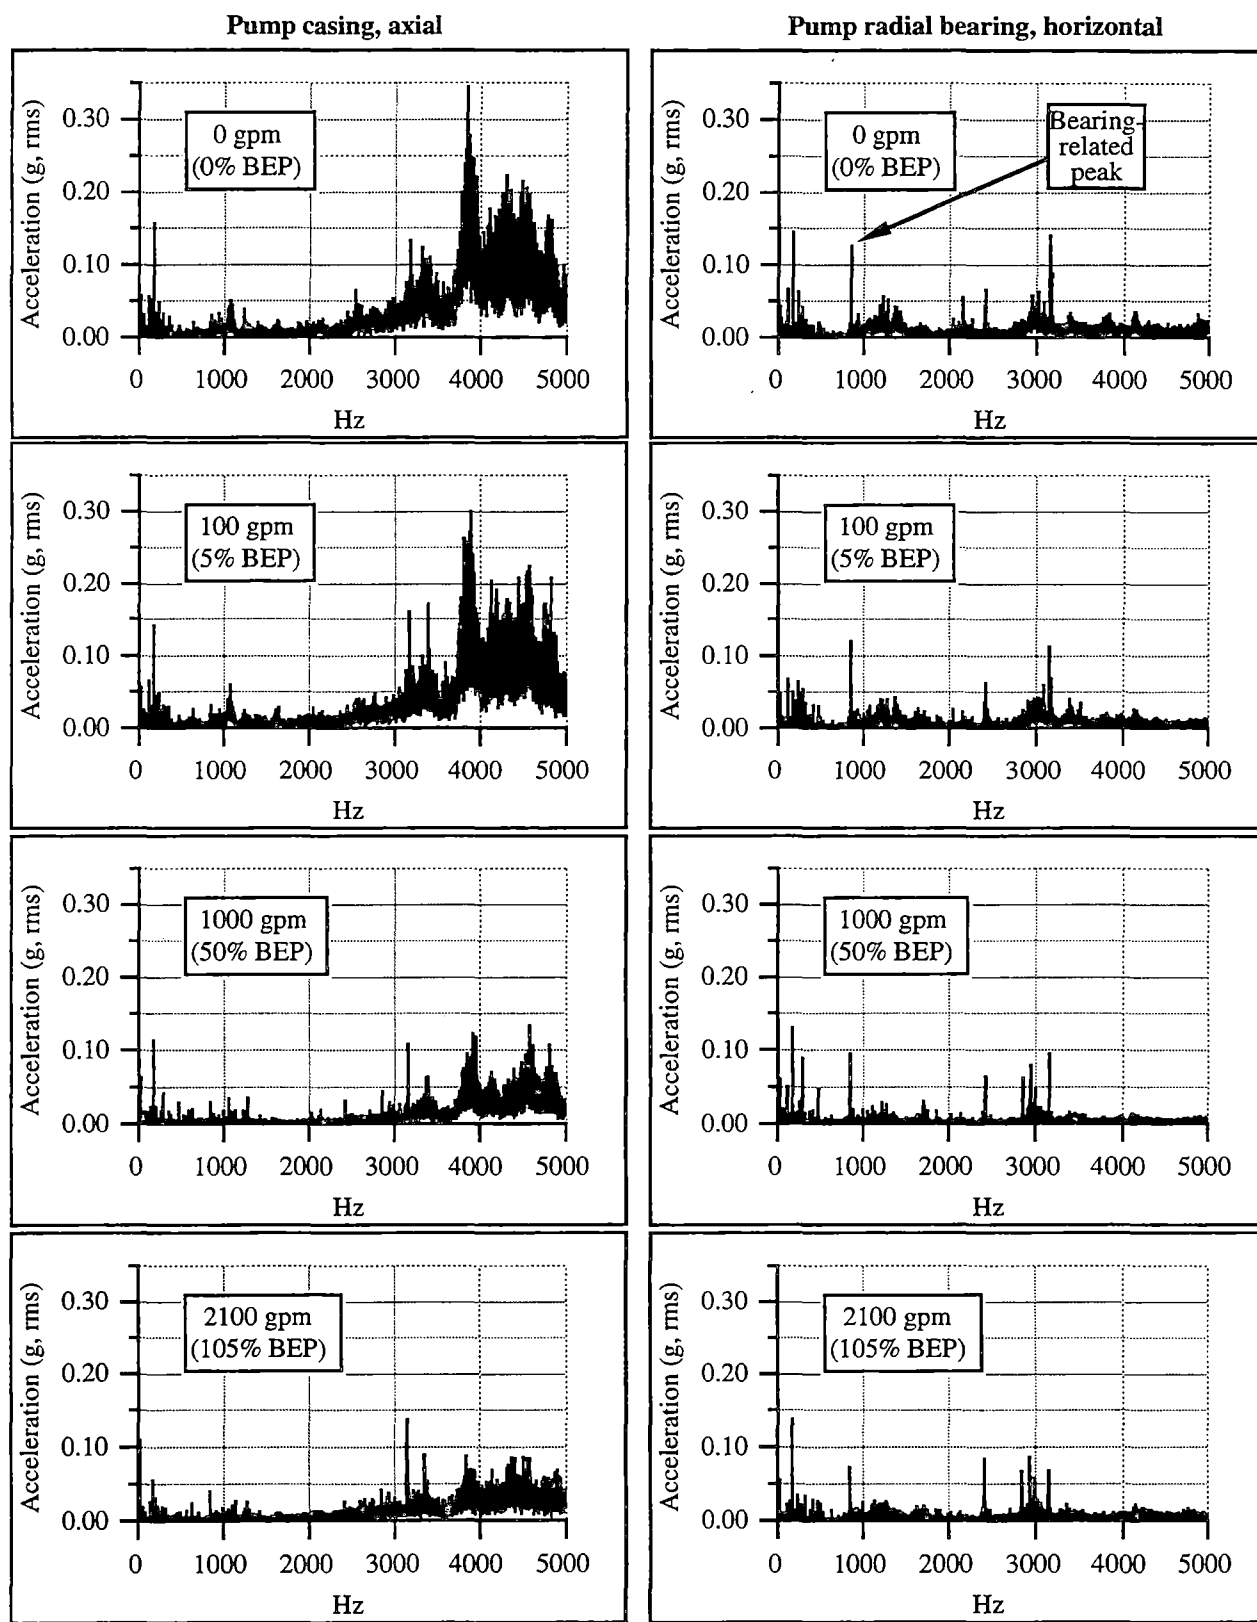 Pump casing, axial
Pump radial bearing, horizontal
Acceleration (g, rms)
0.30
0.20
0.10
0.00
0 gpm
(0% BEP)
0 1000 2000 3000 4000 5000
Hz
Acceleration (g, rms)
0.30
0.20
0.10
0.00
0 gpm
(0% BEP)
Bearing-
related
peak
0 1000 2000 3000 4000 5000
Hz
Acceleration (g, rms)
0.30
0.20
0.10
0.00
100 gpm
(5% BEP)
0 1000 2000 3000 4000 5000
Hz
Acceleration (g, rms)
0.30
0.20
0.10
0.00
100 gpm
(5% BEP)
0 1000 2000 3000 4000 5000
Hz
Acceleration (g, rms)
0.30
0.20
0.10
0.00
1000 gpm
(50% BEP)
0 1000 2000 3000 4000 5000
Hz
Acceleration (g, rms)
0.30
0.20
0.10
0.00
1000 gpm
(50% BEP)
0 1000 2000 3000 4000 5000
Hz
Acceleration (g, rms)
0.30
0.20
0.10
0.00
2100 gpm
(105% BEP)
0 1000 2000 3000 4000 5000
Hz
Acceleration (g, rms)
0.30
0.20
0.10
0.00
2100 gpm
(105% BEP)
0 1000 2000 3000 4000 5000
Hz